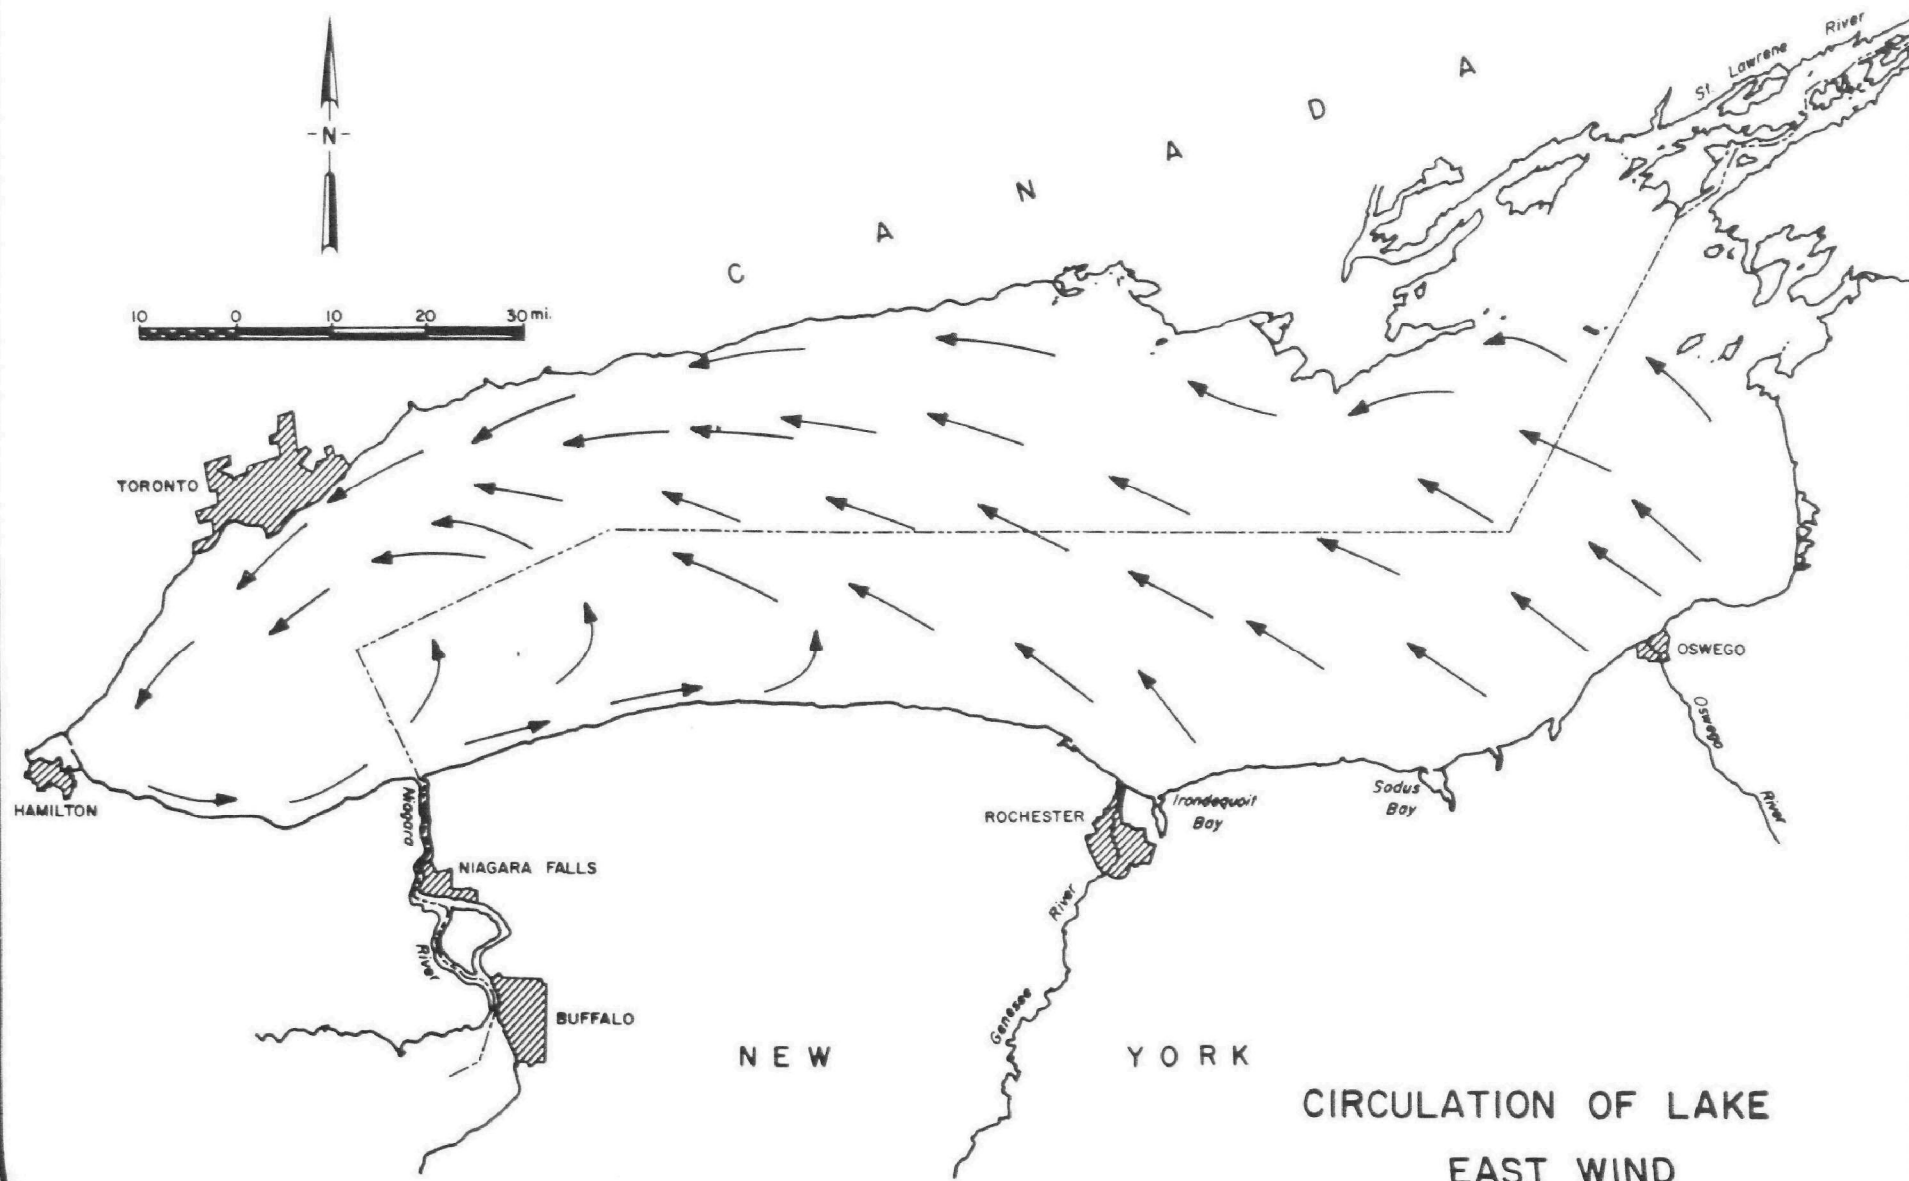 St. Lawrene River
C A N A D A
N
10 0 10 20 30 mi.
TORONTO
OSWEGO
Oswego River
HAMILTON
Niagara River
NIAGARA FALLS
BUFFALO
ROCHESTER
Irondequoit
Bay
Sodus
Bay
Genesee River
NEW YORK
CIRCULATION OF LAKE
EAST WIND